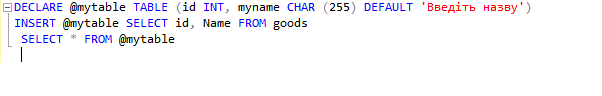 DECLARE @mytable TABLE (id INT, myname CHAR (255) DEFAULT 'Введіть назву')
INSERT @mytable SELECT id, Name FROM goods
SELECT * FROM @mytable